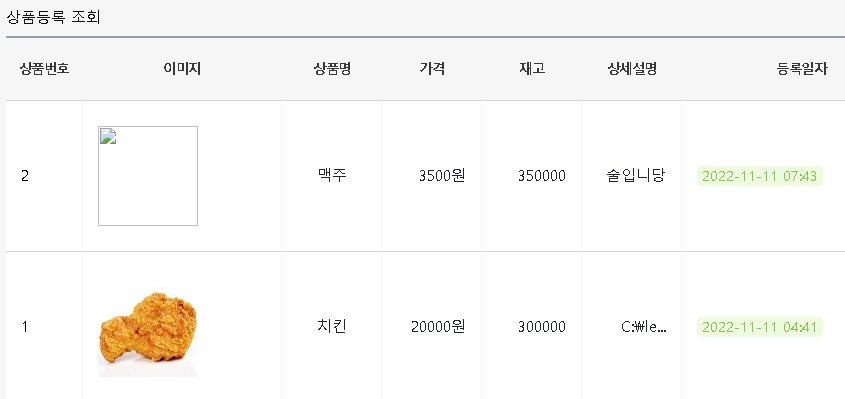 상품등록 조회
상품번호 이미지 상품명 가격 재고 상세설명 등록일자
2 맥주 3500원 350000 술입니당 2022-11-11 07:43
1 치킨 20000원 300000 C:₩le... 2022-11-11 04:41